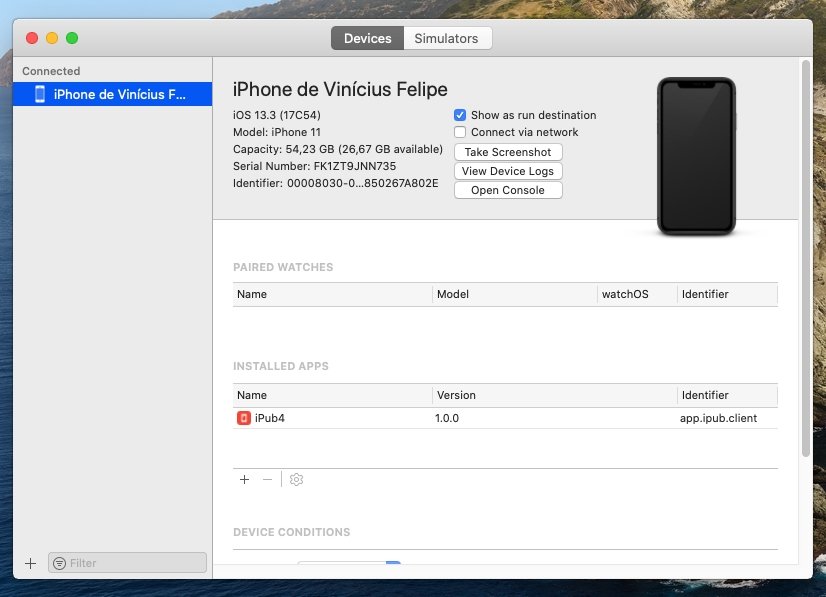 Devices Simulators
Connected
iPhone de Vinícius F...
iPhone de Vinícius Felipe
iOS 13.3 (17C54)
Model: iPhone 11
Capacity: 54,23 GB (26,67 GB available)
Serial Number: FK1ZT9JNN735
Identifier: 00008030-0...850267A802E
Show as run destination
Connect via network
Take Screenshot
View Device Logs
Open Console
PAIRED WATCHES
Name Model watchOS Identifier
INSTALLED APPS
Name Version Identifier
iPub4 1.0.0 app.ipub.client
DEVICE CONDITIONS
Filter